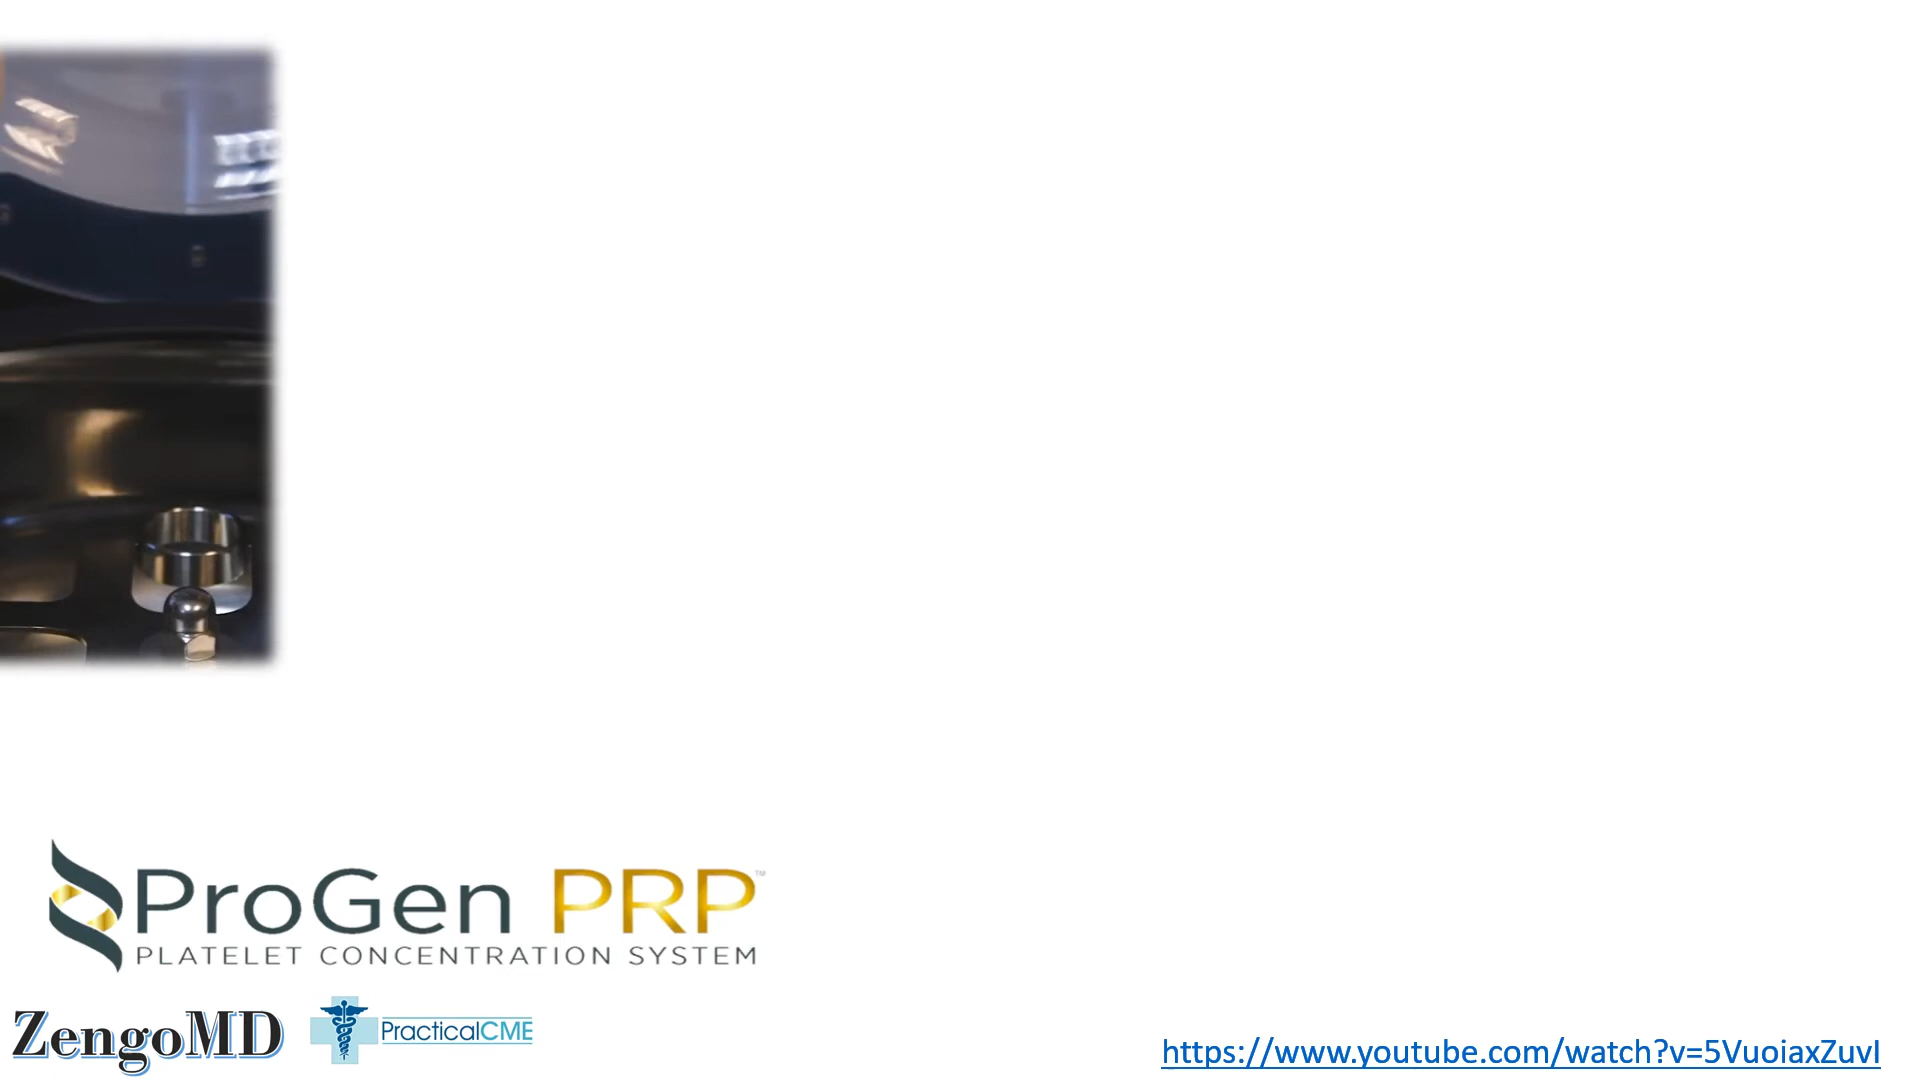 ProGen PRP™
PLATELET CONCENTRATION SYSTEM
ZengoMD
PracticalCME
https://www.youtube.com/watch?v=5VuoiaxZuvI